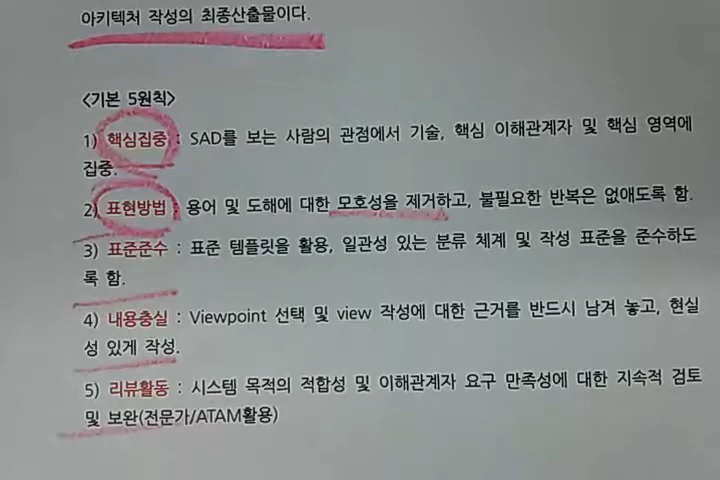 아키텍처 작성의 최종산출물이다.
<기본 5원칙>
1) 핵심집중 : SAD를 보는 사람의 관점에서 기술, 핵심 이해관계자 및 핵심 영역에
집중.
2) 표현방법 : 용어 및 도해에 대한 모호성을 제거하고, 불필요한 반복은 없애도록 함.
3) 표준준수 : 표준 템플릿을 활용, 일관성 있는 분류 체계 및 작성 표준을 준수하도
록 함.
4) 내용충실 : Viewpoint 선택 및 view 작성에 대한 근거를 반드시 남겨 놓고, 현실
성 있게 작성.
5) 리뷰활동 : 시스템 목적의 적합성 및 이해관계자 요구 만족성에 대한 지속적 검토
및 보완(전문가/ATAM활용)